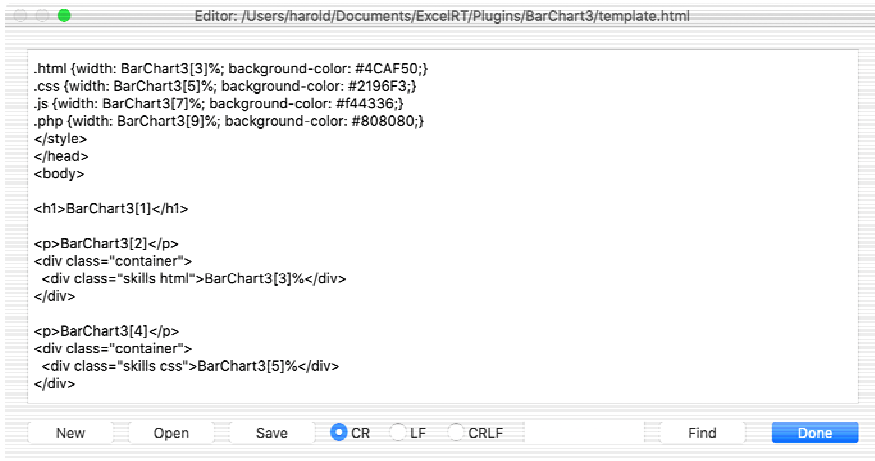 Editor: /Users/harold/Documents/ExcelRT/Plugins/BarChart3/template.html
.html {width: BarChart3[3]%; background-color: #4CAF50;}
.css {width: BarChart3[5]%; background-color: #2196F3;}
.js {width: BarChart3[7]%; background-color: #f44336;}
.php {width: BarChart3[9]%; background-color: #808080;}
</style>
</head>
<body>
<h1>BarChart3[1]</h1>
<p>BarChart3[2]</p>
<div class="container">
<div class="skills html">BarChart3[3]%</div>
</div>
<p>BarChart3[4]</p>
<div class="container">
<div class="skills css">BarChart3[5]%</div>
</div>
New Open Save CR LF CRLF Find Done